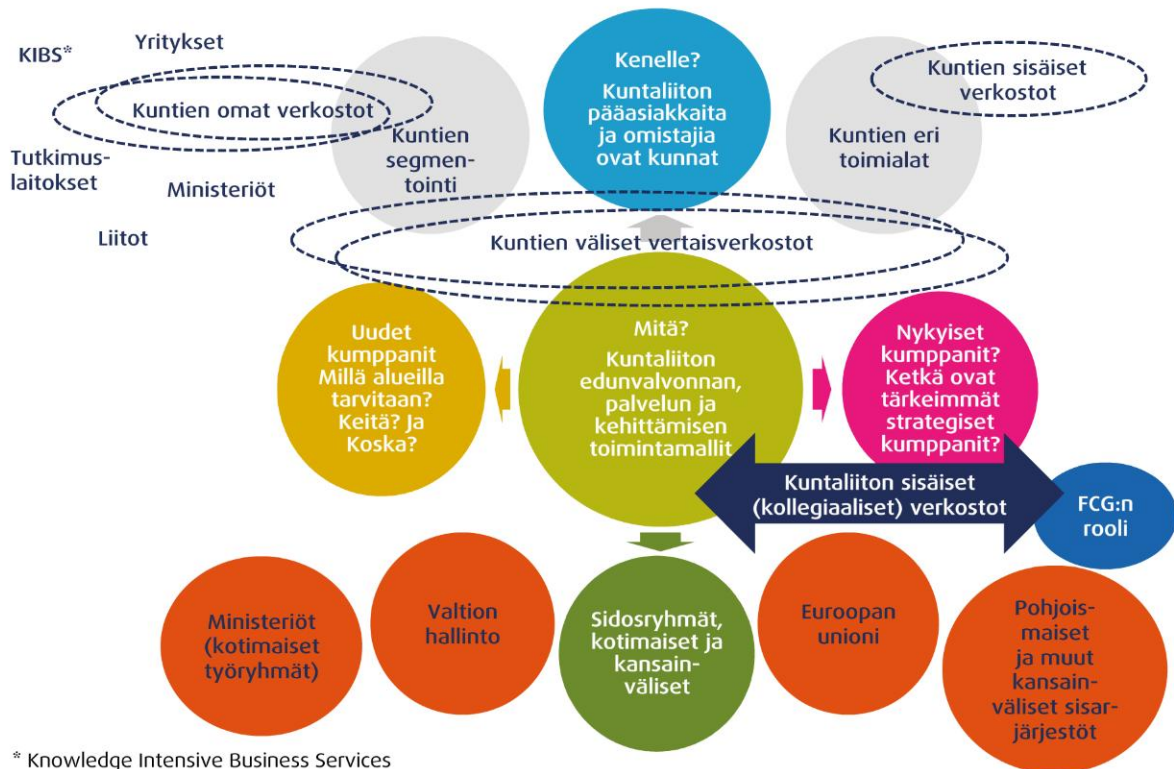 KIBS*
Yritykset
Kuntien omat verkostot
Tutkimus-
laitokset
Ministeriöt
Liitot
Kuntien
segmen-
tointi
Kenelle?
Kuntaliiton
pääasiakkaita
ja omistajia
ovat kunnat
Kuntien eri
toimialat
Kuntien sisäiset
verkostot
Kuntien väliset vertaisverkostot
Uudet
kumppanit
Millä alueilla
tarvitaan?
Keitä? Ja
Koska?
Mitä?
Kuntaliiton
edunvalvonnan,
palvelun ja
kehittämisen
toimintamallit
Nykyiset
kumppanit?
Ketkä ovat
tärkeimmät
strategiset
kumppanit?
Kuntaliiton sisäiset
(kollegiaaliset) verkostot
FCG:n
rooli
Ministeriöt
(kotimaiset
työryhmät)
Valtion
hallinto
Sidosryhmät,
kotimaiset ja
kansain-
väliset
Euroopan
unioni
Pohjois-
maiset
ja muut
kansain-
väliset sisar-
järjestöt
* Knowledge Intensive Business Services